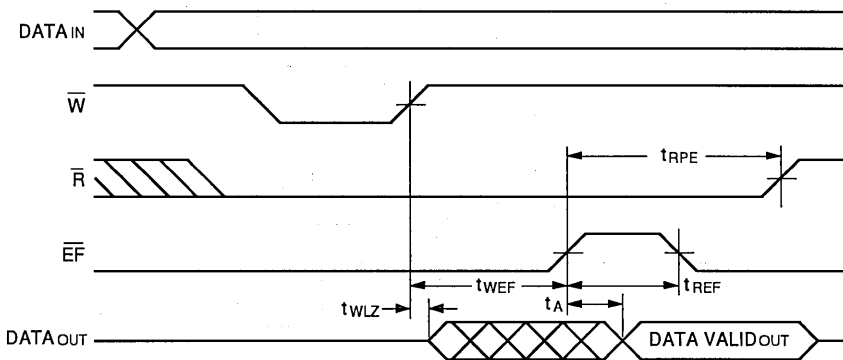 DATA IN
W
R
tRPE
EF
tWEF
tREF
tWLZ
tA
DATA OUT
DATA VALID OUT